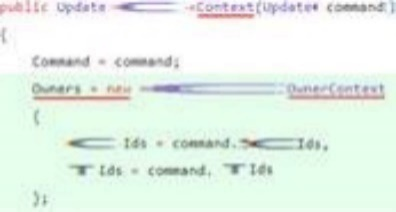 public Update Context(Update command)
{
Command = command;
Owners = new OwnerContext
{
Ids = command. Ids,
Ids = command. Ids
};